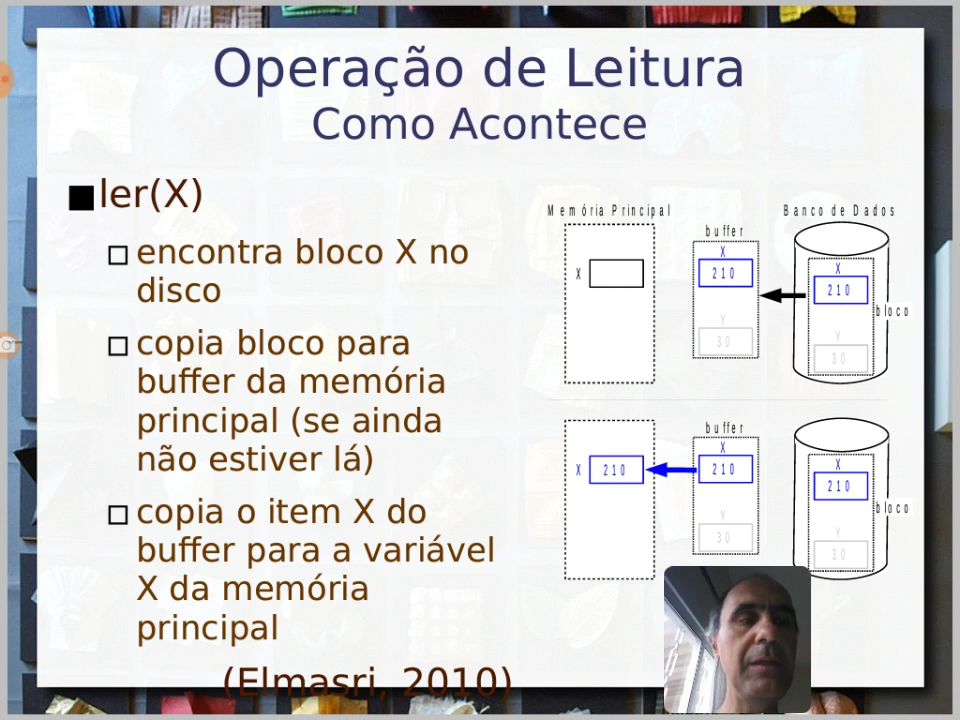 Operação de Leitura
Como Acontece
ler(X)
encontra bloco X no
disco
copia bloco para
buffer da memória
principal (se ainda
não estiver lá)
copia o item X do
buffer para a variável
X da memória
principal
(Elmasri, 2010)
Memória Principal
Banco de Dados
buffer
X
X
210
X
210
bloco
Y
30
Y
30
buffer
X
210
X
210
X
210
bloco
Y
30
Y
30